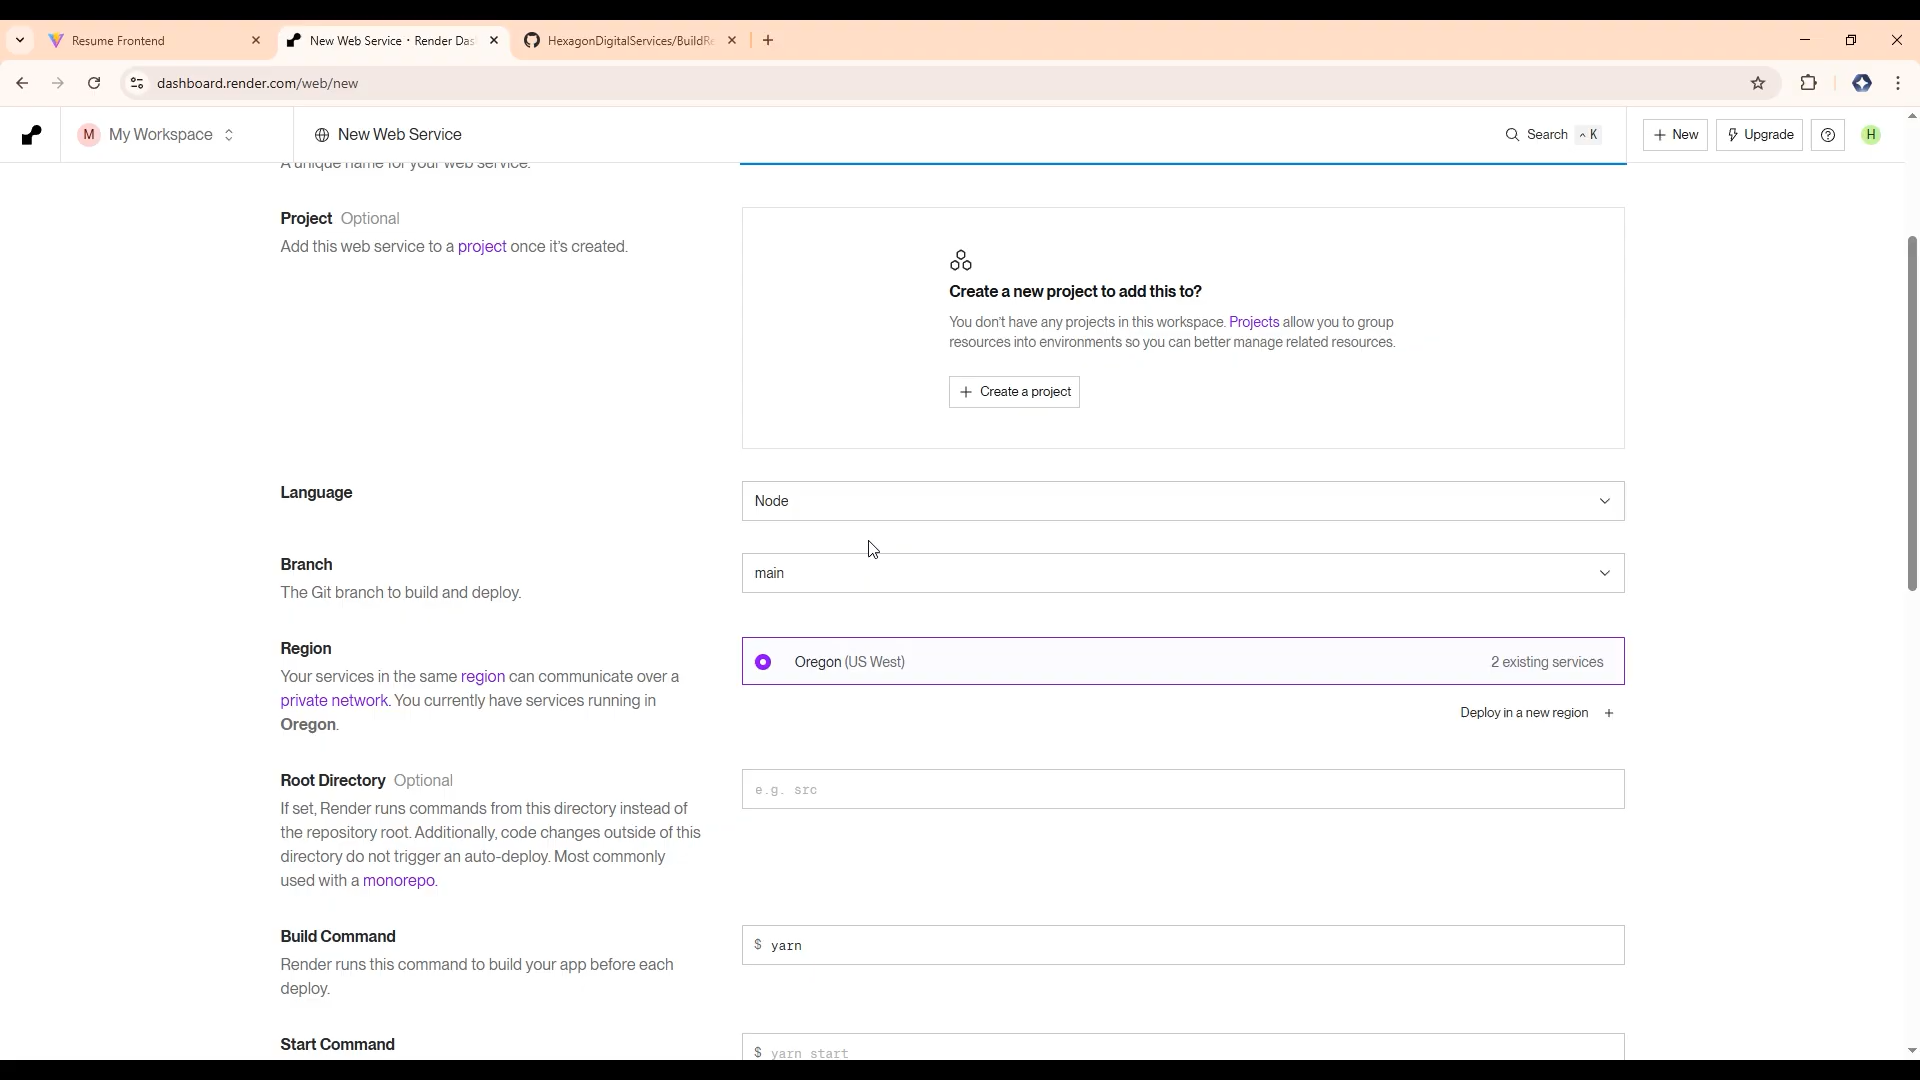 Resume Frontend
New Web Service · Render Das
HexagonDigitalServices/BuildRe
dashboard.render.com/web/new
M My Workspace
New Web Service
Search ^ K
+ New
Upgrade
H
A unique name for your web service.
Project Optional
Add this web service to a project once it's created.
Create a new project to add this to?
You don't have any projects in this workspace. Projects allow you to group
resources into environments so you can better manage related resources.
+ Create a project
Language
Node
Branch
The Git branch to build and deploy.
main
Region
Your services in the same region can communicate over a
private network. You currently have services running in
Oregon.
Oregon (US West)
2 existing services
Deploy in a new region +
Root Directory Optional
If set, Render runs commands from this directory instead of
the repository root. Additionally, code changes outside of this
directory do not trigger an auto-deploy. Most commonly
used with a monorepo.
e.g. src
Build Command
Render runs this command to build your app before each
deploy.
$ yarn
Start Command
$ yarn start